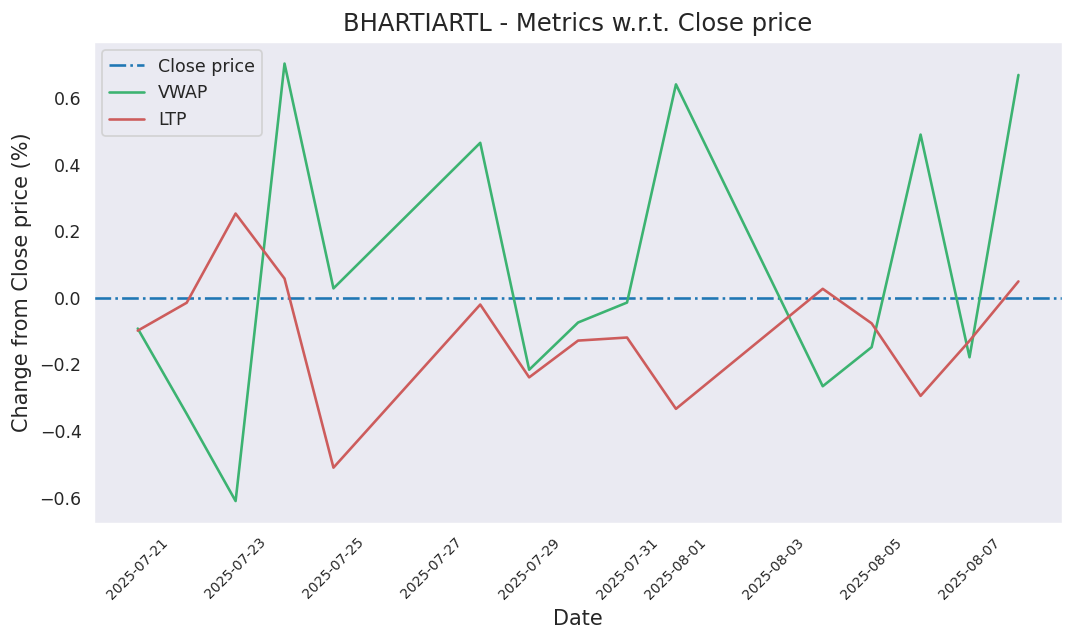 BHARTIARTL - Metrics w.r.t. Close price
Close price
VWAP
LTP
Change from Close price (%)
0.6
0.4
0.2
0.0
−0.2
−0.4
−0.6
2025-07-21
2025-07-23
2025-07-25
2025-07-27
2025-07-29
2025-07-31
2025-08-01
2025-08-03
2025-08-05
2025-08-07
Date